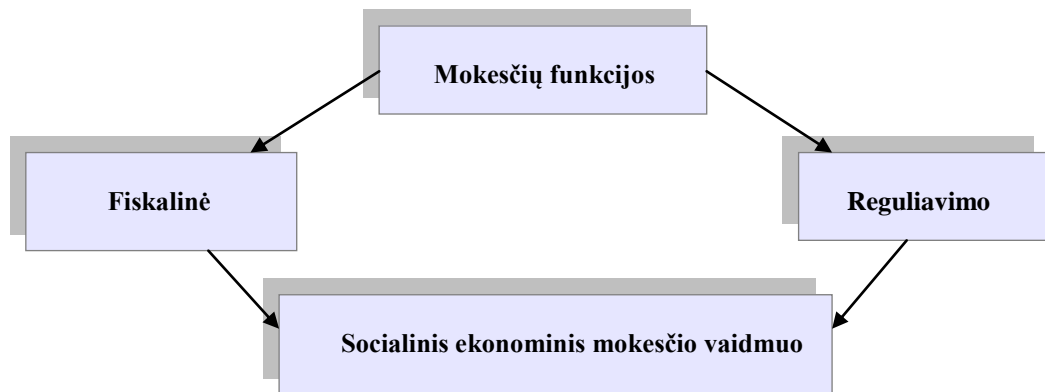 Mokesčių funkcijos
Fiskalinė
Reguliavimo
Socialinis ekonominis mokesčio vaidmuo